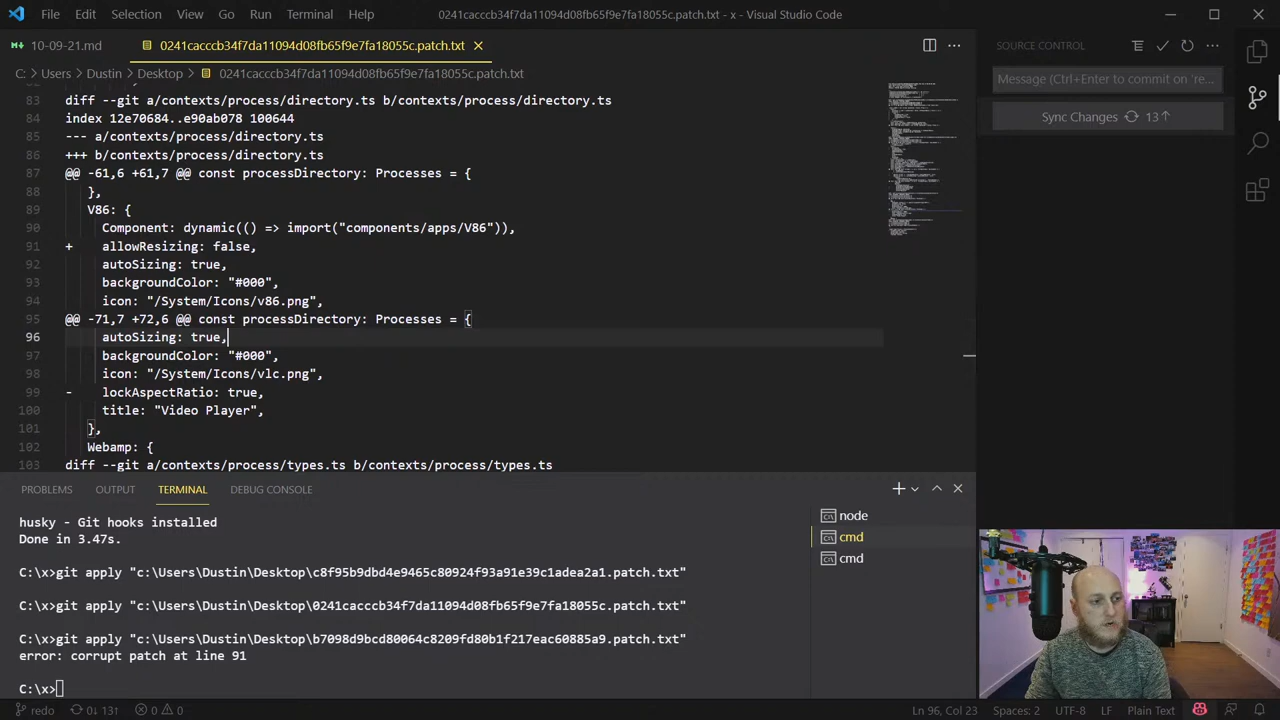 File Edit Selection View Go Run Terminal Help 0241cacccb34f7da11094d08fb65f9e7fa18055c.patch.txt - x - Visual Studio Code
10-09-21.md 0241cacccb34f7da11094d08fb65f9e7fa18055c.patch.txt
SOURCE CONTROL
C: > Users > Dustin > Desktop > 0241cacccb34f7da11094d08fb65f9e7fa18055c.patch.txt
Message (Ctrl+Enter to commit on 're...
Sync Changes 13↑
83 diff --git a/contexts/process/directory.ts b/contexts/process/directory.ts
84 index 12e70684..e90ab078 100644
85 --- a/contexts/process/directory.ts
86 +++ b/contexts/process/directory.ts
87 @@ -61,6 +61,7 @@ const processDirectory: Processes = {
88 },
89 V86: {
90 Component: dynamic(() => import("components/apps/V86")),
91 + allowResizing: false,
92 autoSizing: true,
93 backgroundColor: "#000",
94 icon: "/System/Icons/v86.png",
95 @@ -71,7 +72,6 @@ const processDirectory: Processes = {
96 autoSizing: true,
97 backgroundColor: "#000",
98 icon: "/System/Icons/vlc.png",
99 - lockAspectRatio: true,
100 title: "Video Player",
101 },
102 Webamp: {
103 diff --git a/contexts/process/types.ts b/contexts/process/types.ts
PROBLEMS OUTPUT TERMINAL DEBUG CONSOLE
husky - Git hooks installed
Done in 3.47s.
C:\x>git apply "c:\Users\Dustin\Desktop\c8f95b9dbd4e9465c80924f93a91e39c1adea2a1.patch.txt"
C:\x>git apply "c:\Users\Dustin\Desktop\0241cacccb34f7da11094d08fb65f9e7fa18055c.patch.txt"
C:\x>git apply "c:\Users\Dustin\Desktop\b7098d9bcd80064c8209fd80b1f217eac60885a9.patch.txt"
error: corrupt patch at line 91
C:\x>
node
cmd
cmd
redo 0↓ 13↑ 0 0 Ln 96, Col 23 Spaces: 2 UTF-8 LF Plain Text